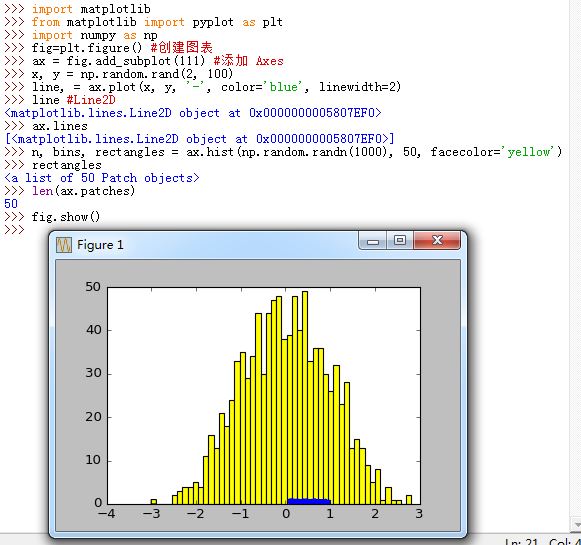 >>> import matplotlib
>>> from matplotlib import pyplot as plt
>>> import numpy as np
>>> fig=plt.figure() #创建图表
>>> ax = fig.add_subplot(111) #添加 Axes
>>> x, y = np.random.rand(2, 100)
>>> line, = ax.plot(x, y, '-', color='blue', linewidth=2)
>>> line #Line2D
<matplotlib.lines.Line2D object at 0x0000000005807EF0>
>>> ax.lines
[<matplotlib.lines.Line2D object at 0x0000000005807EF0>]
>>> n, bins, rectangles = ax.hist(np.random.randn(1000), 50, facecolor='yellow')
>>> rectangles
<a list of 50 Patch objects>
>>> len(ax.patches)
50
>>> fig.show()
>>>
Figure 1
50
40
30
20
10
0
−4 −3 −2 −1 0 1 2 3
Ln: 21 Col: 4